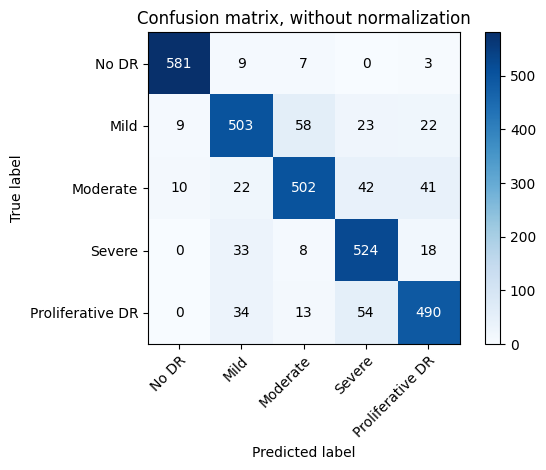 Confusion matrix, without normalization
True label
No DR 581 9 7 0 3
Mild 9 503 58 23 22
Moderate 10 22 502 42 41
Severe 0 33 8 524 18
Proliferative DR 0 34 13 54 490
No DR Mild Moderate Severe Proliferative DR
Predicted label
500
400
300
200
100
0